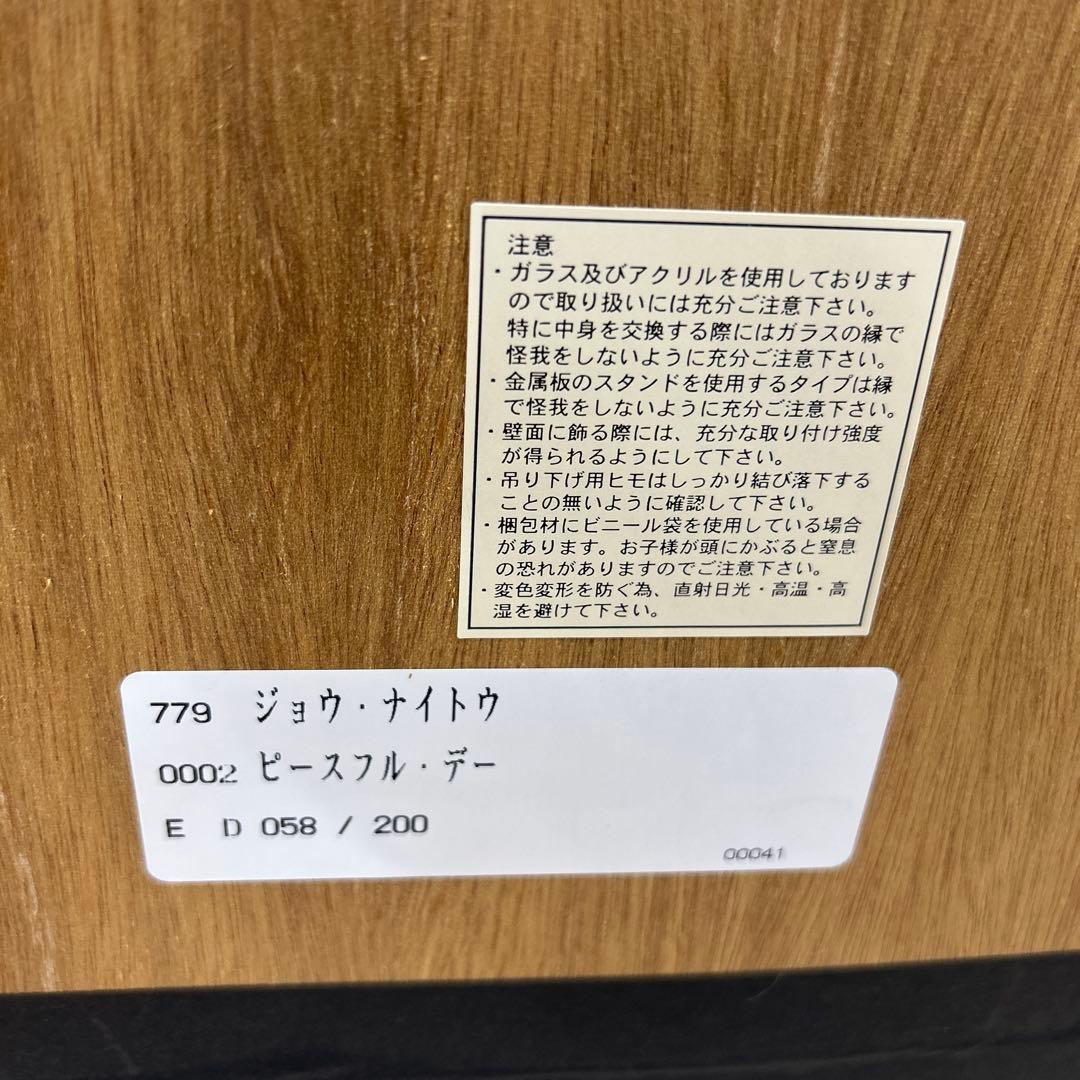 注意
・ガラス及びアクリルを使用しております
ので取り扱いには充分ご注意下さい。
特に中身を交換する際にはガラスの縁で
怪我をしないように充分ご注意下さい。
・金属板のスタンドを使用するタイプは縁
で怪我をしないように充分ご注意下さい。
・壁面に飾る際には、充分な取り付け強度
が得られるようにして下さい。
・吊り下げ用ヒモはしっかり結び落下する
ことの無いように確認して下さい。
・梱包材にビニール袋を使用している場合
があります。お子様が頭にかぶると窒息
の恐れがありますのでご注意下さい。
・変色変形を防ぐ為、直射日光・高温・高
湿を避けて下さい。
779 ジョウ・ナイトウ
0002 ピースフル・デー
E D 058 / 200
00041